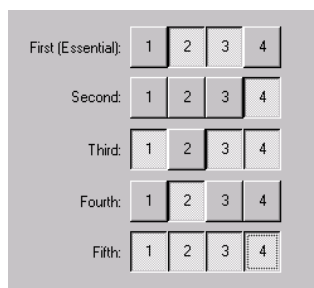 First (Essential): 1 2 3 4
Second: 1 2 3 4
Third: 1 2 3 4
Fourth: 1 2 3 4
Fifth: 1 2 3 4